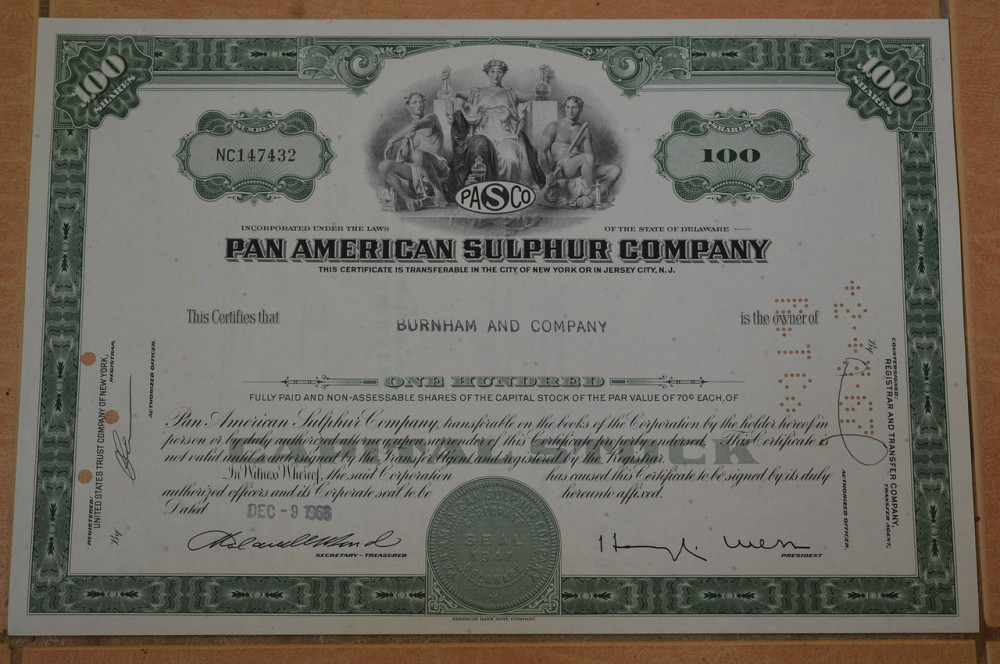 100 SHARES
100 SHARES
NUMBER
NC147432
SHARES
100
PASCO
INCORPORATED UNDER THE LAWS OF THE STATE OF DELAWARE
PAN AMERICAN SULPHUR COMPANY
THIS CERTIFICATE IS TRANSFERABLE IN THE CITY OF NEW YORK OR IN JERSEY CITY, N. J.
This Certifies that BURNHAM AND COMPANY is the owner of
ONE HUNDRED
FULLY PAID AND NON-ASSESSABLE SHARES OF THE CAPITAL STOCK OF THE PAR VALUE OF 70¢ EACH, OF
Pan American Sulphur Company, transferable on the books of the Corporation by the holder hereof in
person or by duly authorized attorney upon surrender of this Certificate properly endorsed. This Certificate is
not valid until countersigned by the Transfer Agent and registered by the Registrar.
In Witness Whereof, the said Corporation has caused this Certificate to be signed by its duly
authorized officers and its Corporate seal to be hereunto affixed.
Dated DEC -9 1966
SECRETARY - TREASURER
PRESIDENT
SEAL
AMERICAN BANK NOTE COMPANY.
REGISTERED:
UNITED STATES TRUST COMPANY OF NEW YORK,
REGISTRAR,
By
AUTHORIZED OFFICER.
COUNTERSIGNED:
REGISTRAR AND TRANSFER COMPANY,
TRANSFER AGENT,
By
AUTHORIZED OFFICER.